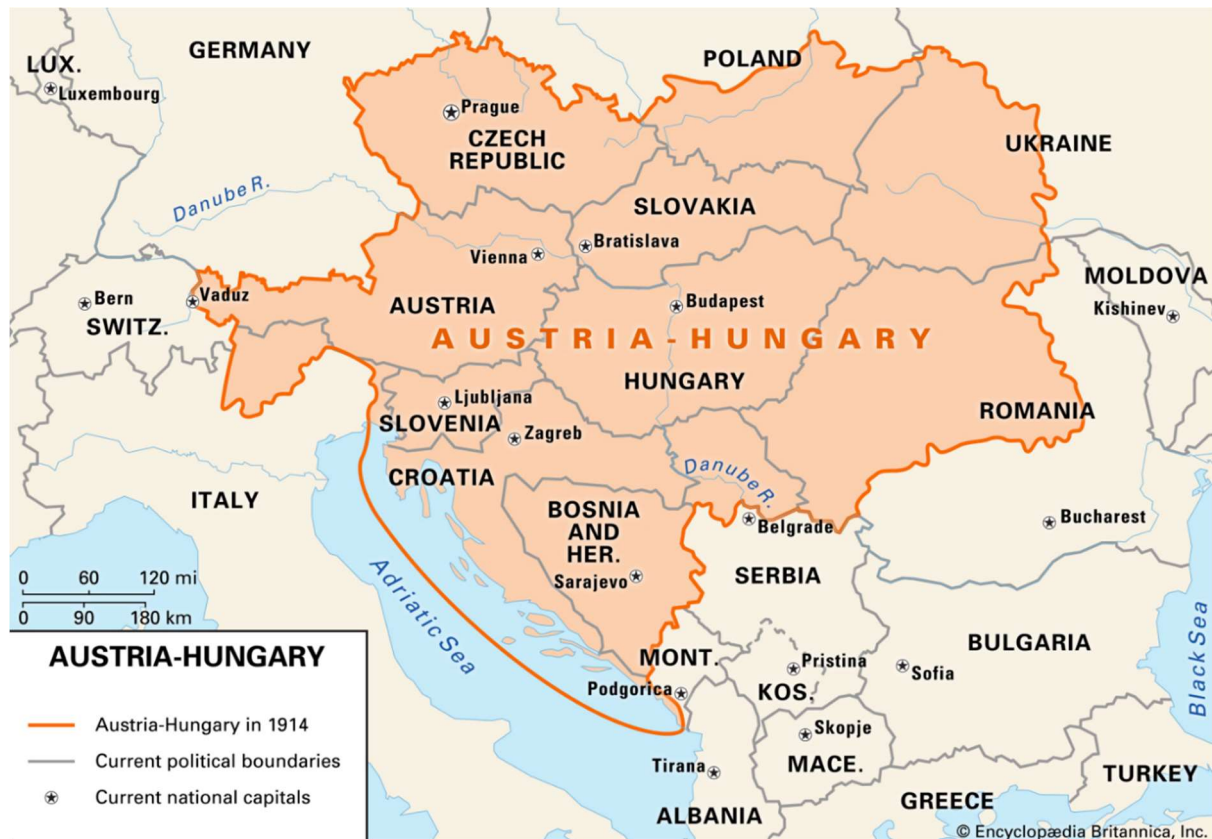 GERMANY
POLAND
LUX.
Luxembourg
Prague
CZECH
REPUBLIC
UKRAINE
Danube R.
SLOVAKIA
Bratislava
Vienna
MOLDOVA
Kishinev
Bern
SWITZ.
Vaduz
AUSTRIA
Budapest
AUSTRIA-HUNGARY
HUNGARY
Ljubljana
SLOVENIA
Zagreb
ROMANIA
CROATIA
Danube R.
ITALY
BOSNIA
AND
HER.
Sarajevo
Belgrade
Bucharest
SERBIA
Adriatic Sea
0 60 120 mi
0 90 180 km
BULGARIA
Black Sea
MONT.
Podgorica
Pristina
KOS.
Sofia
Skopje
MACE.
Tirana
ALBANIA
GREECE
TURKEY
AUSTRIA-HUNGARY
Austria-Hungary in 1914
Current political boundaries
Current national capitals
© Encyclopædia Britannica, Inc.